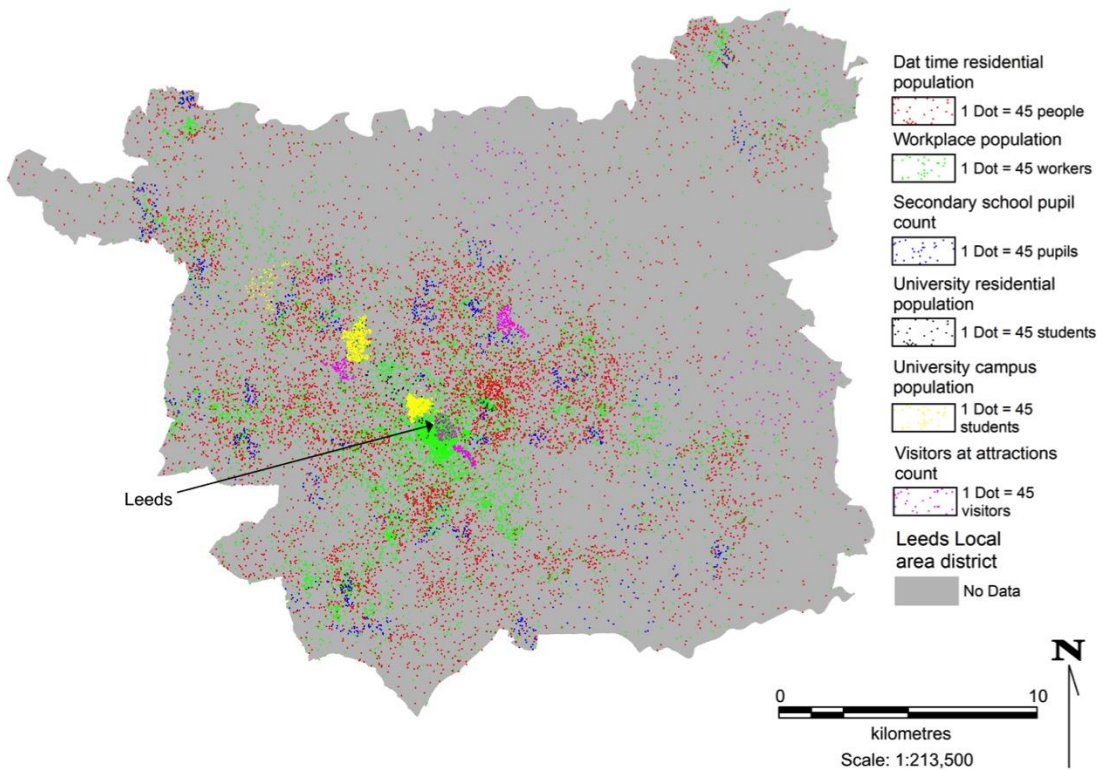 Dat time residential
population
1 Dot = 45 people
Workplace population
1 Dot = 45 workers
Secondary school pupil
count
1 Dot = 45 pupils
University residential
population
1 Dot = 45 students
University campus
population
1 Dot = 45
students
Visitors at attractions
count
1 Dot = 45
visitors
Leeds Local
area district
No Data
Leeds
N
0 10
kilometres
Scale: 1:213,500